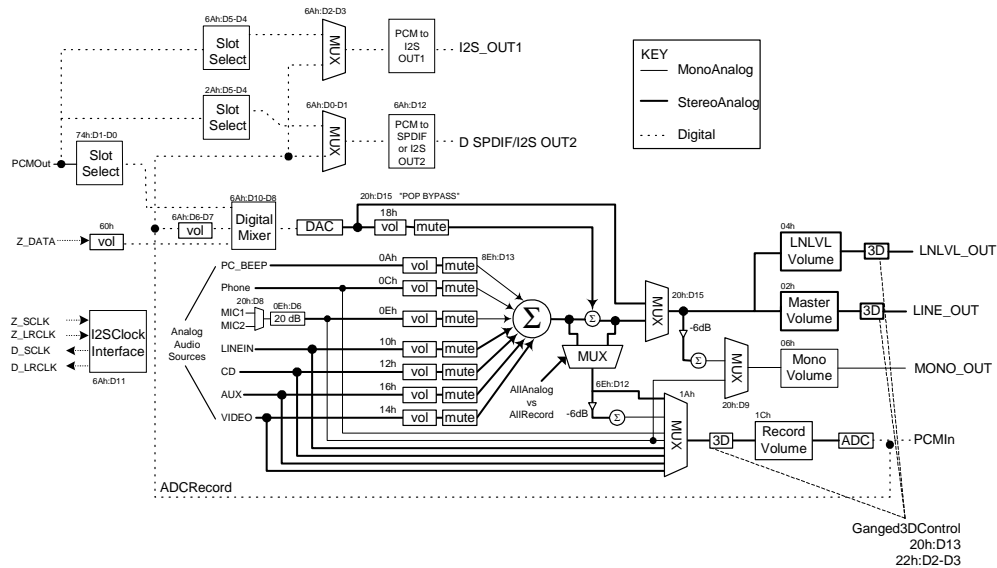 6Ah:D5-D4
Slot
Select
6Ah:D2-D3
MUX
PCM to
I2S
OUT1
I2S_OUT1
KEY
MonoAnalog
StereoAnalog
Digital
2Ah:D5-D4
Slot
Select
6Ah:D0-D1
MUX
6Ah:D12
PCM to
SPDIF
or I2S
OUT2
D SPDIF/I2S OUT2
74h:D1-D0
PCMOut
Slot
Select
20h:D15 "POP BYPASS"
6Ah:D10-D8
Digital
Mixer
6Ah:D6-D7
vol
DAC
18h
vol
mute
Z_DATA
60h
vol
PC_BEEP
0Ah
vol
mute
8Eh:D13
Phone
0Ch
vol
mute
20h:D8
MIC1
MIC2
0Eh:D6
20 dB
0Eh
vol
mute
Σ
Σ
MUX
20h:D15
04h
LNLVL
Volume
3D
LNLVL_OUT
02h
Master
Volume
3D
LINE_OUT
Z_SCLK
Z_LRCLK
D_SCLK
D_LRCLK
I2SClock
Interface
6Ah:D11
Analog
Audio
Sources
LINEIN
10h
vol
mute
CD
12h
vol
mute
AUX
16h
vol
mute
VIDEO
14h
vol
mute
MUX
AllAnalog
vs
AllRecord
6Eh:D12
-6dB
Σ
-6dB
Σ
MUX
20h:D9
06h
Mono
Volume
MONO_OUT
1Ah
MUX
3D
1Ch
Record
Volume
ADC
PCMIn
ADCRecord
Ganged3DControl
20h:D13
22h:D2-D3